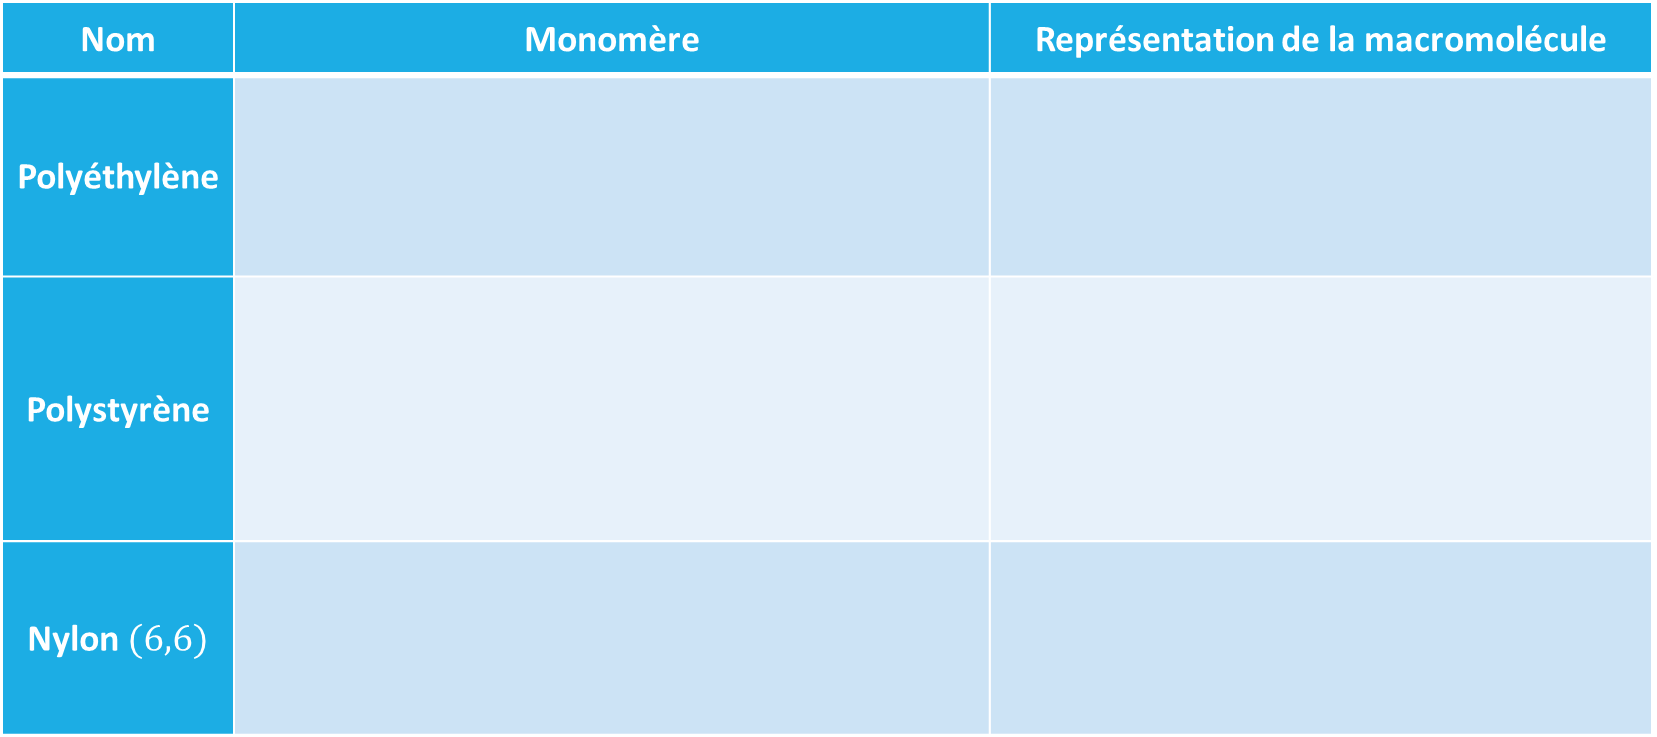 Nom
Monomère
Représentation de la macromolécule
Polyéthylène
Polystyrène
Nylon (6,6)